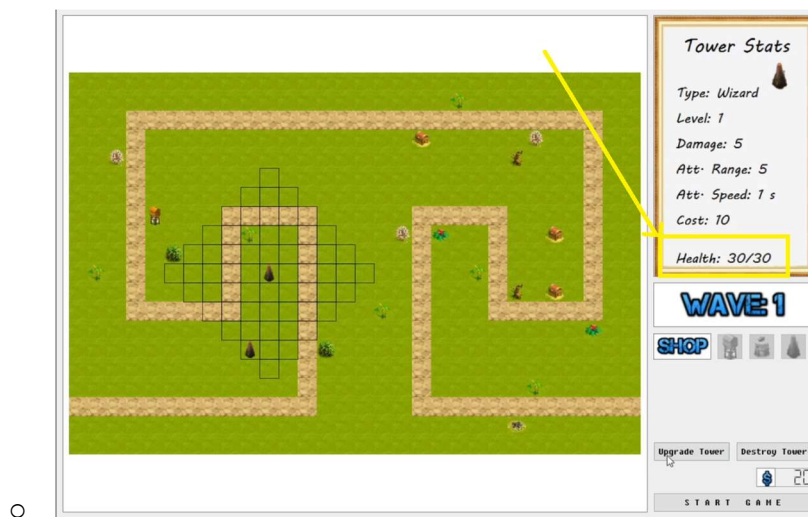 Tower Stats
Type: Wizard
Level: 1
Damage: 5
Att. Range: 5
Att. Speed: 1 s
Cost: 10
Health: 30/30
WAVE: 1
SHOP
Upgrade Tower
Destroy Tower
$
START GAME